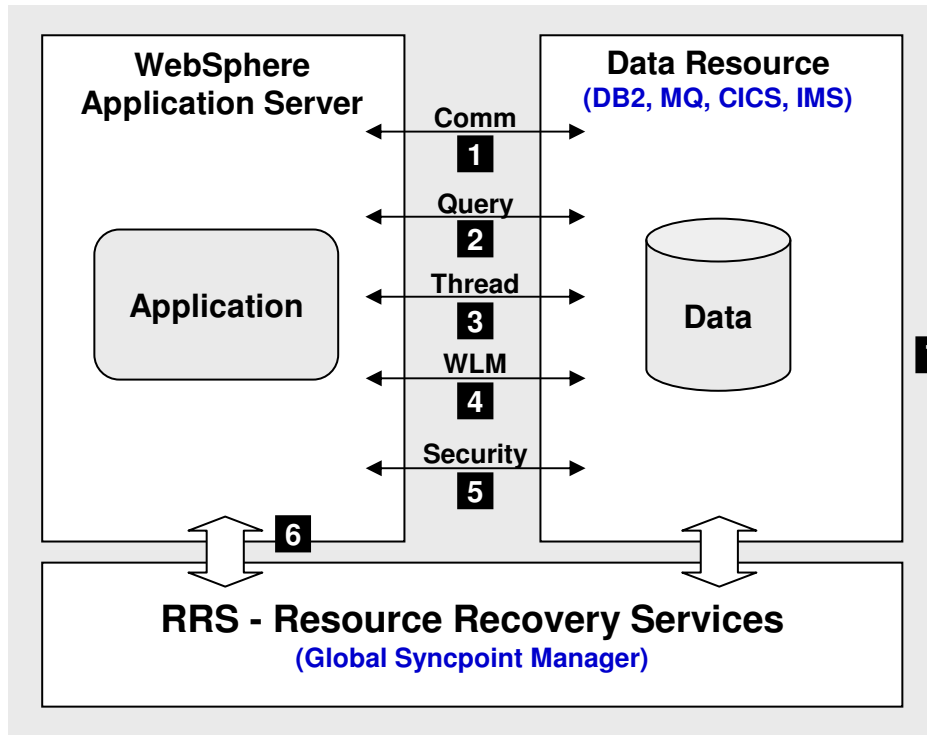 WebSphere
Application Server
Data Resource
(DB2, MQ, CICS, IMS)
Comm
1
Query
2
Thread
3
WLM
4
Security
5
Application
Data
6
RRS - Resource Recovery Services
(Global Syncpoint Manager)